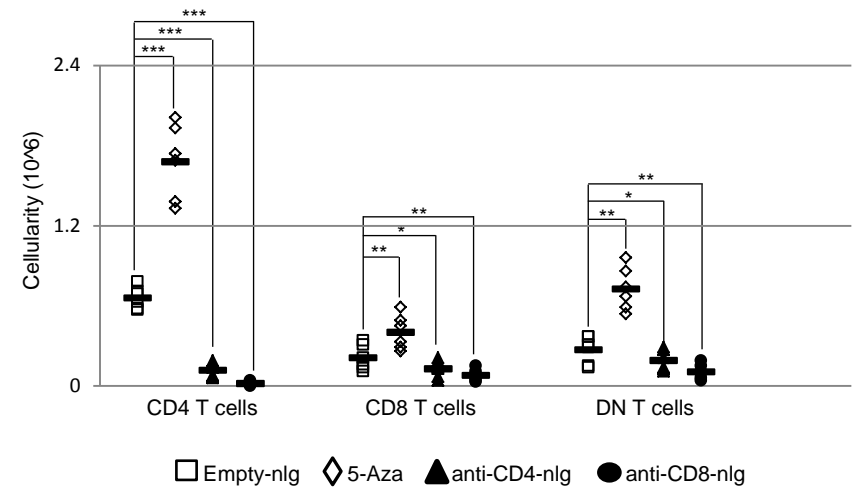 ***
***
***
2.4
Cellularity (10^6)
1.2
0
**
*
**
**
*
**
CD4 T cells
CD8 T cells
DN T cells
Empty-nlg
5-Aza
anti-CD4-nlg
anti-CD8-nlg